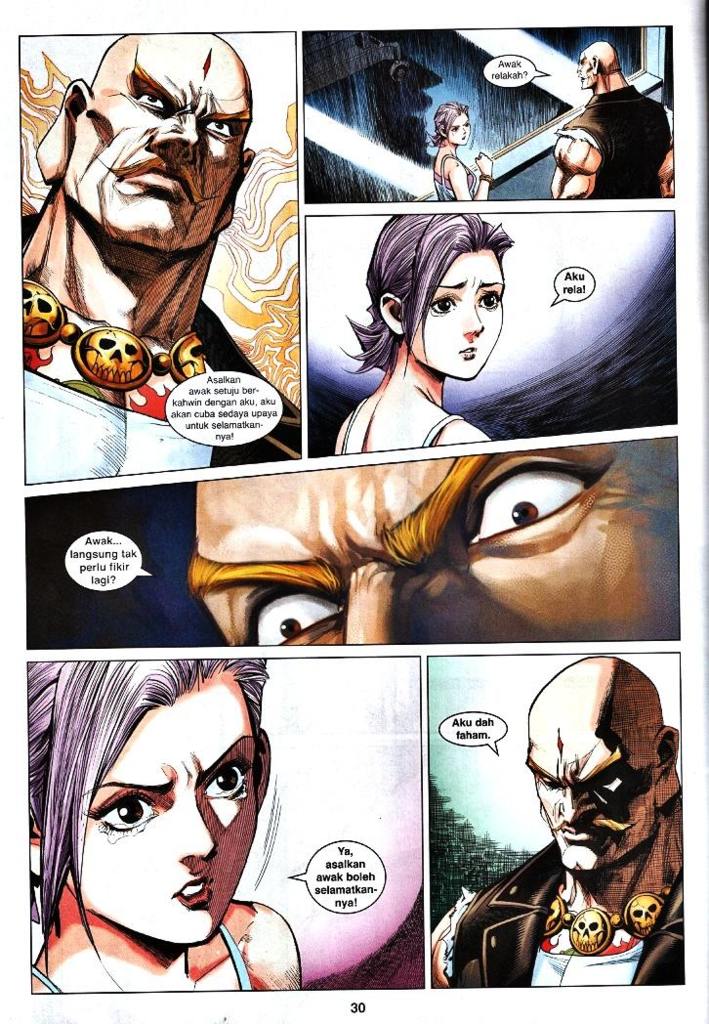 Asalkan
awak setuju ber-
kahwin dengan aku, aku
akan cuba sedaya upaya
untuk selamatkan-
nya!
Awak
relakah?
Aku
rela!
Awak...
langsung tak
perlu fikir
lagi?
Ya,
asalkan
awak boleh
selamatkan-
nya!
Aku dah
faham.
30